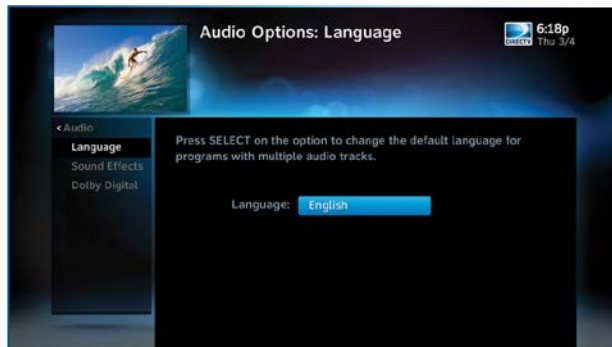 Audio Options: Language
DIRECTV
6:18p
Thu 3/4
<Audio
Language
Sound Effects
Dolby Digital
Press SELECT on the option to change the default language for
programs with multiple audio tracks.
Language: English